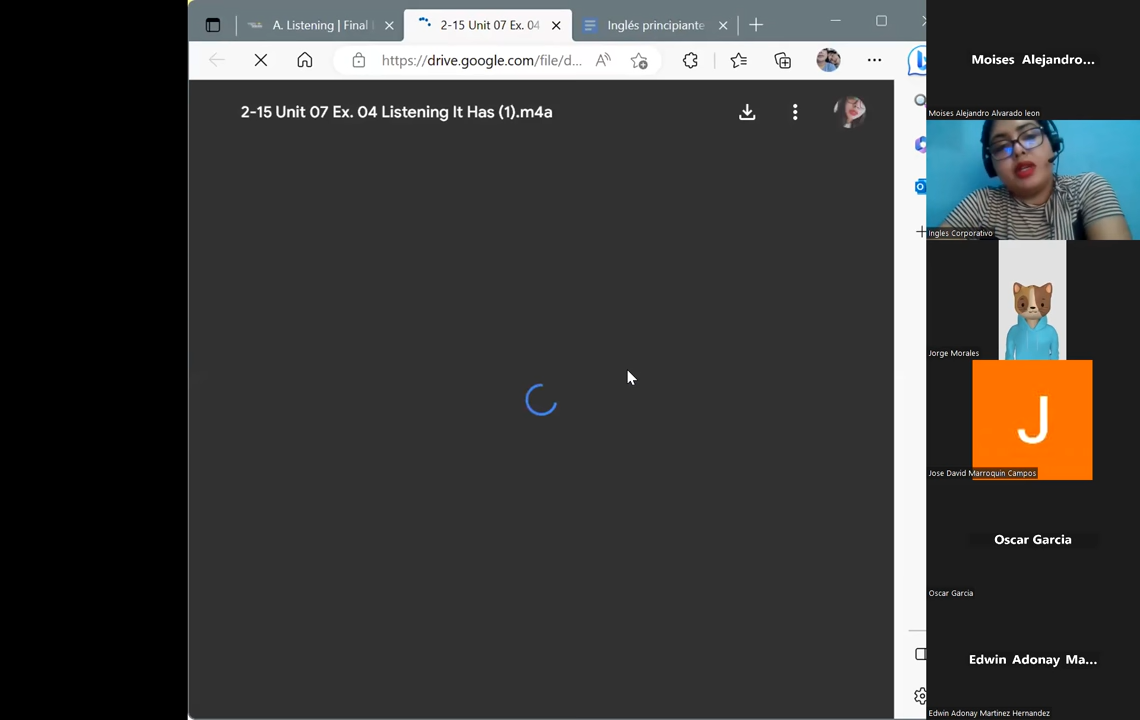 A. Listening | Final
2-15 Unit 07 Ex. 04
Inglés principiante
https://drive.google.com/file/d...
2-15 Unit 07 Ex. 04 Listening It Has (1).m4a
Moises Alejandro...
Moises Alejandro Alvarado leon
Ingles Corporativo
Jorge Morales
J
Jose David Marroquin Campos
Oscar Garcia
Oscar Garcia
Edwin Adonay Ma...
Edwin Adonay Martinez Hernandez